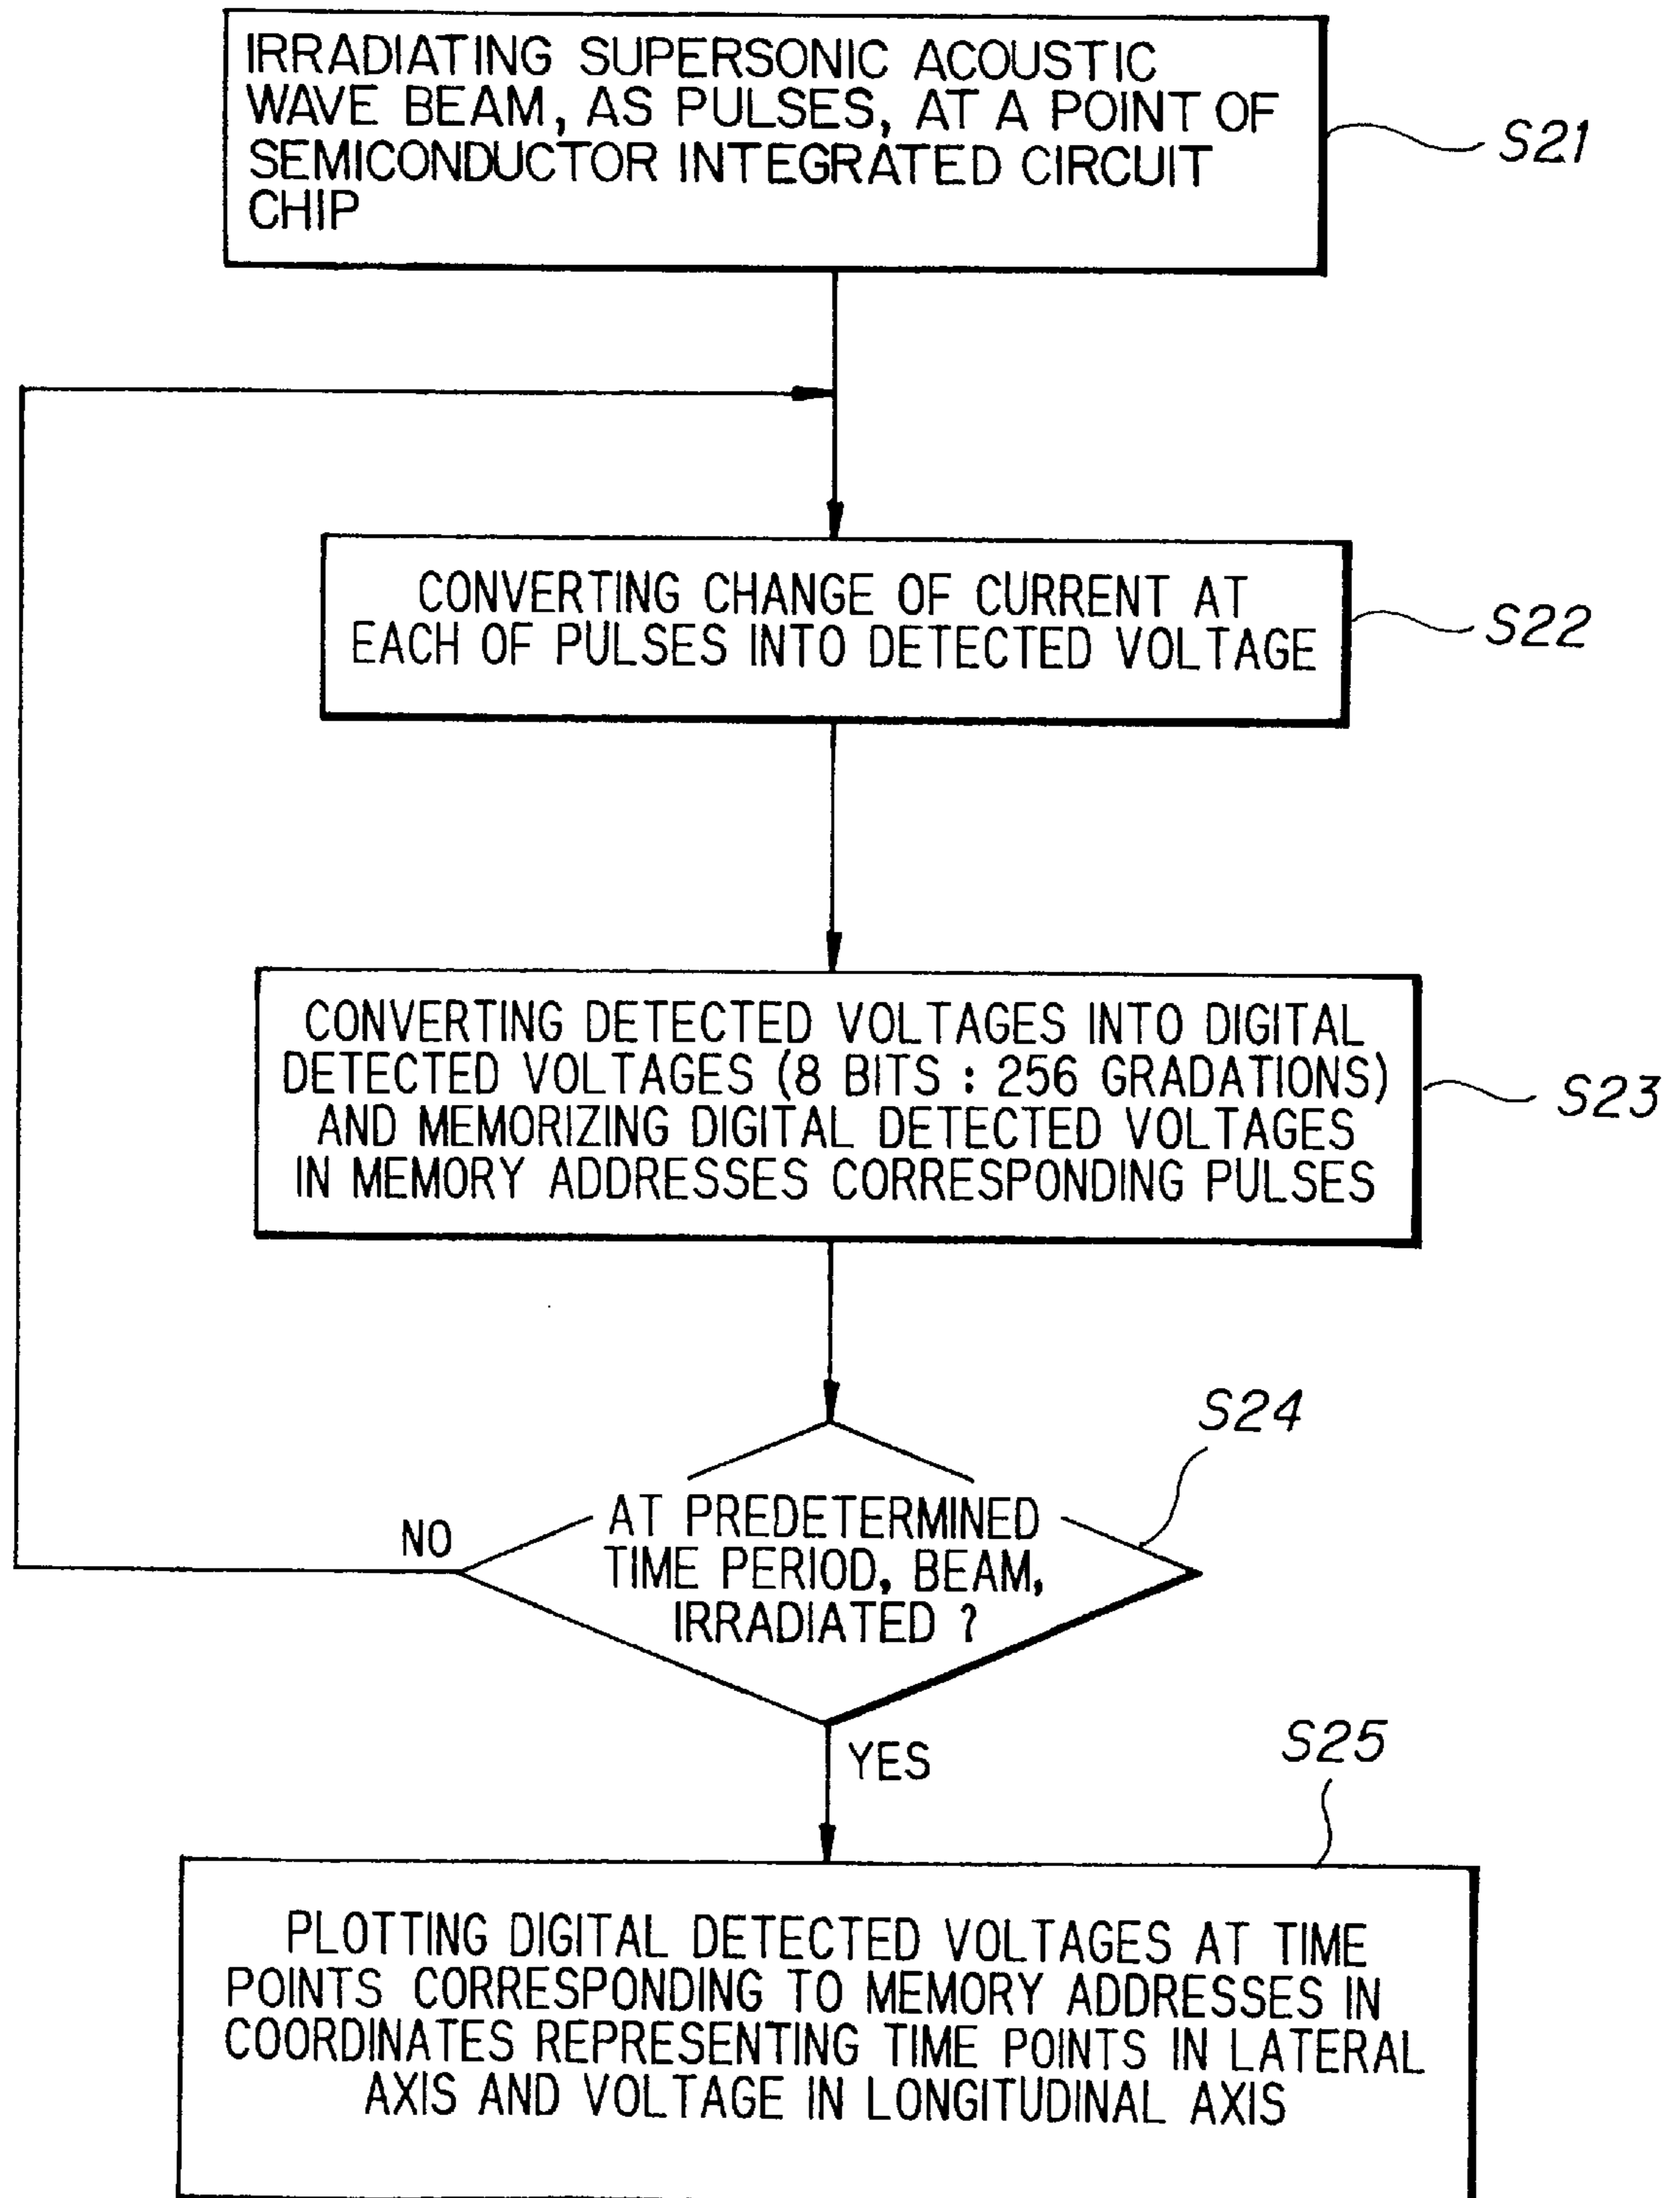 IRRADIATING SUPERSONIC ACOUSTIC
WAVE BEAM, AS PULSES, AT A POINT OF
SEMICONDUCTOR INTEGRATED CIRCUIT
CHIP
S21
CONVERTING CHANGE OF CURRENT AT
EACH OF PULSES INTO DETECTED VOLTAGE
S22
CONVERTING DETECTED VOLTAGES INTO DIGITAL
DETECTED VOLTAGES (8 BITS : 256 GRADATIONS)
AND MEMORIZING DIGITAL DETECTED VOLTAGES
IN MEMORY ADDRESSES CORRESPONDING PULSES
S23
S24
AT PREDETERMINED
TIME PERIOD, BEAM,
IRRADIATED ?
NO
YES
S25
PLOTTING DIGITAL DETECTED VOLTAGES AT TIME
POINTS CORRESPONDING TO MEMORY ADDRESSES IN
COORDINATES REPRESENTING TIME POINTS IN LATERAL
AXIS AND VOLTAGE IN LONGITUDINAL AXIS